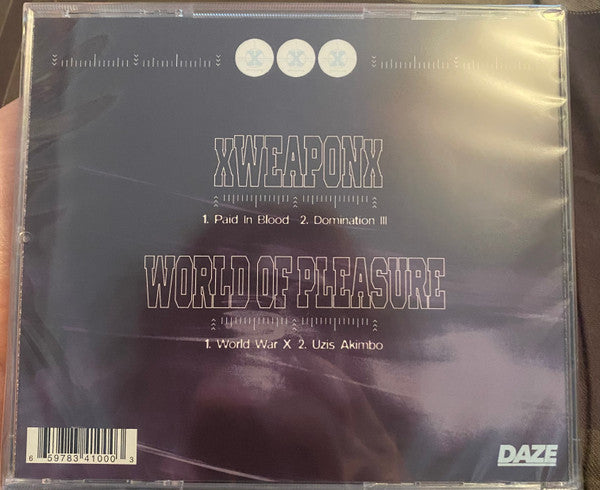 X X X
xWEAPONx
1. Paid In Blood 2. Domination III
WORLD OF PLEASURE
1. World War X 2. Uzis Akimbo
6 59783 41000 3
DAZE